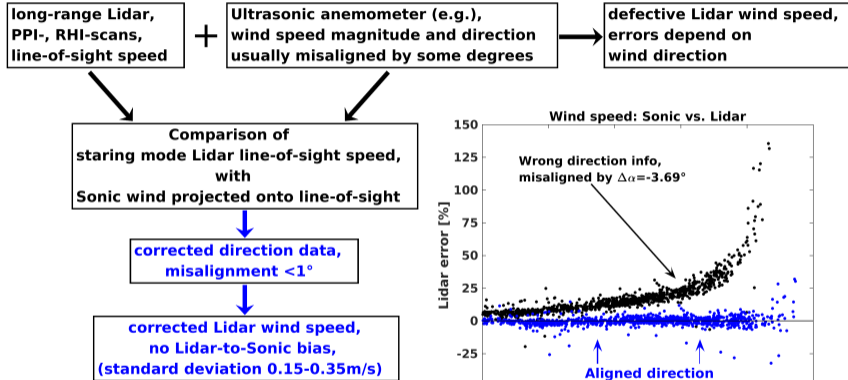 long-range Lidar,
PPI-, RHI-scans,
line-of-sight speed
+
Ultrasonic anemometer (e.g.),
wind speed magnitude and direction
usually misaligned by some degrees
defective Lidar wind speed,
errors depend on
wind direction
Comparison of
staring mode Lidar line-of-sight speed,
with
Sonic wind projected onto line-of-sight
corrected direction data,
misalignment <1°
corrected Lidar wind speed,
no Lidar-to-Sonic bias,
(standard deviation 0.15-0.35m/s)
Wind speed: Sonic vs. Lidar
150
125
100
75
50
25
0
-25
Lidar error [%]
Wrong direction info,
misaligned by Δα=-3.69°
Aligned direction